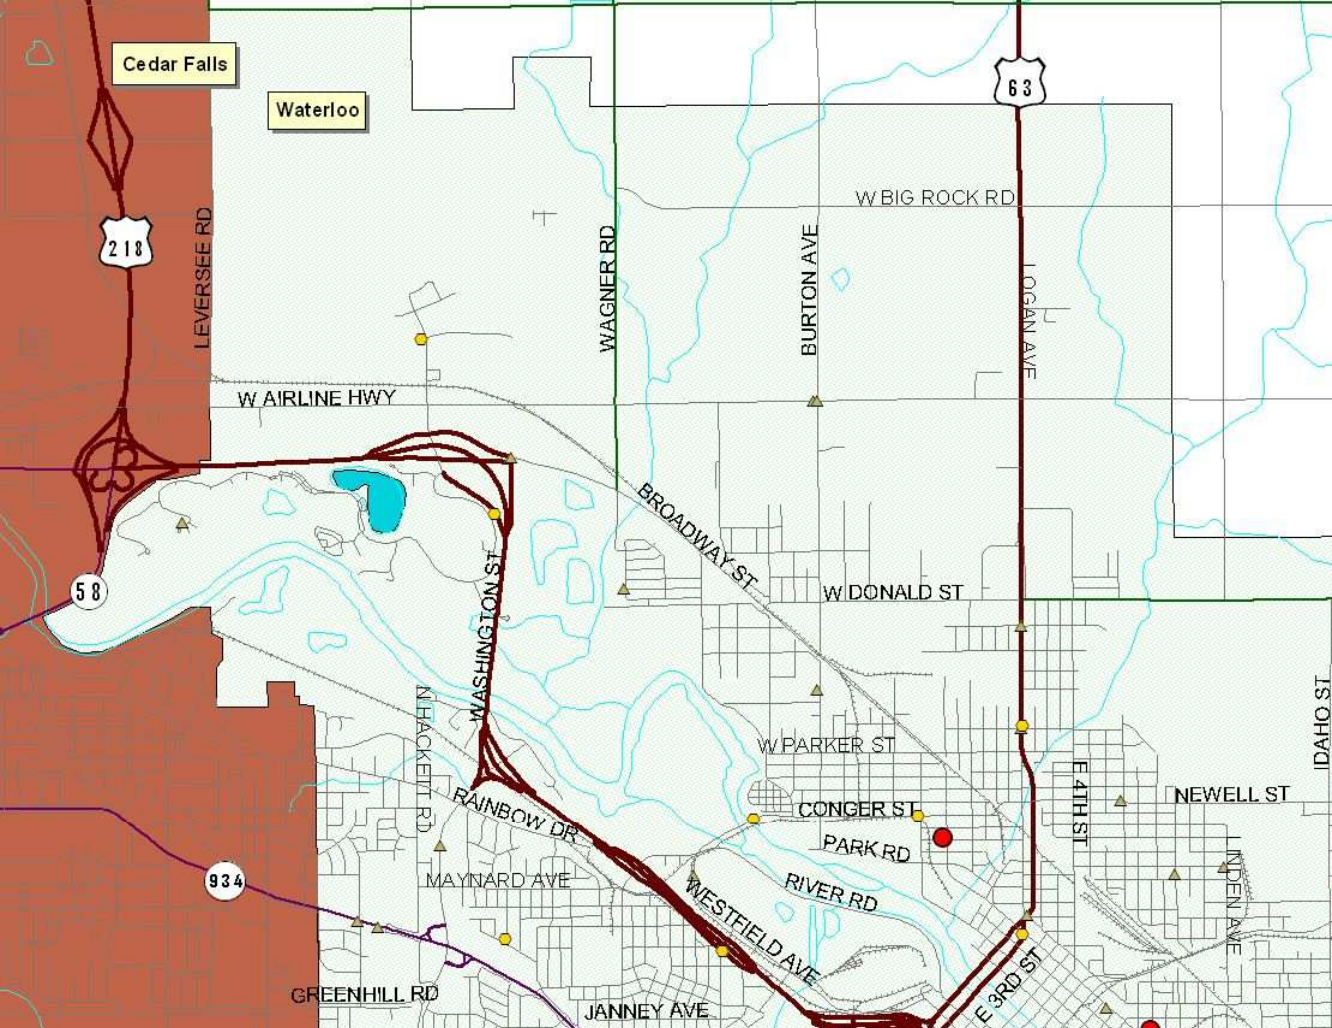 Cedar Falls
Waterloo
63
W BIG ROCK RD
218
LEVERSEE RD
WAGNER RD
BURTON AVE
LOGAN AVE
W AIRLINE HWY
BROADWAY ST
58
W DONALD ST
WASHINGTON ST
N HACKETT RD
IDAHO ST
W PARKER ST
E 4TH ST
NEWELL ST
RAINBOW DR
CONGER ST
PARK RD
934
MAYNARD AVE
RIVER RD
WESTFIELD AVE
LINDEN AVE
GREENHILL RD
JANNEY AVE
E 3RD ST